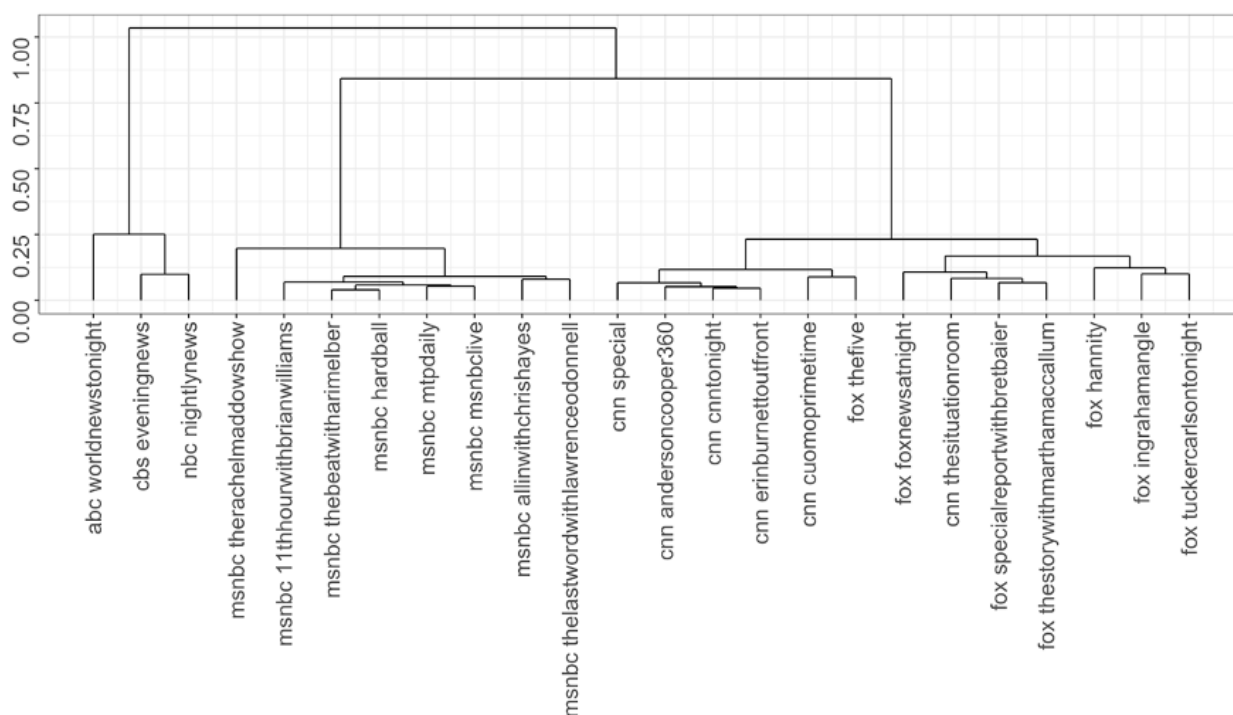 1.00
0.75
0.50
0.25
0.00
abc worldnewstonight
cbs eveningnews
nbc nightlynews
msnbc therachelmaddowshow
msnbc 11thhourwithbrianwilliams
msnbc thebeatwitharimelber
msnbc hardball
msnbc mtpdaily
msnbc msnbclive
msnbc allinwithchrishayes
msnbc thelastwordwithlawrenceodonnell
cnn special
cnn andersoncooper360
cnn cnntonight
cnn erinburnettoutfront
cnn cuomoprimetime
fox thefive
fox foxnewsatnight
cnn thesituationroom
fox specialreportwithbretbaier
fox thestorywithmarthamaccallum
fox hannity
fox ingrahamangle
fox tuckercarlsontonight